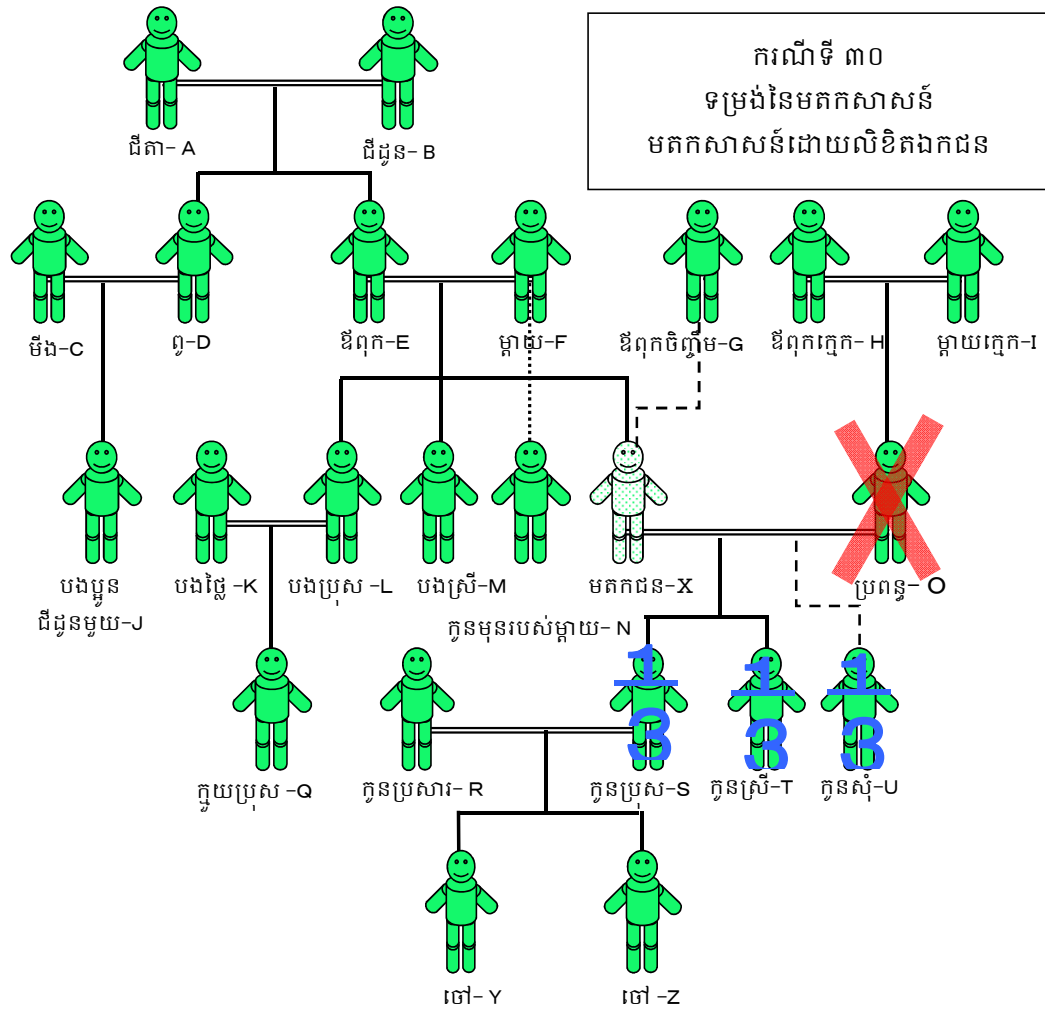 ករណីទី ៣០
ទម្រង់នៃមតកសាសន៍
មតកសាសន៍ដោយលិខិតឯកជន
ជីតា- A
ជីដូន- B
មីង-C
ពូ-D
ឪពុក-E
ម្តាយ-F
ឪពុកចិញ្ចឹម-G
ឪពុកក្មេក- H
ម្តាយក្មេក-I
បងប្អូន
ជីដូនមួយ-J
បងថ្លៃ -K
បងប្រុស -L
បងស្រី-M
កូនមុនរបស់ម្តាយ- N
មតកជន-X
ប្រពន្ធ- O
1
3
1
3
1
3
ក្មួយប្រុស -Q
កូនប្រសារ- R
កូនប្រុស-S
កូនស្រី-T
កូនសុំ-U
ចៅ- Y
ចៅ -Z